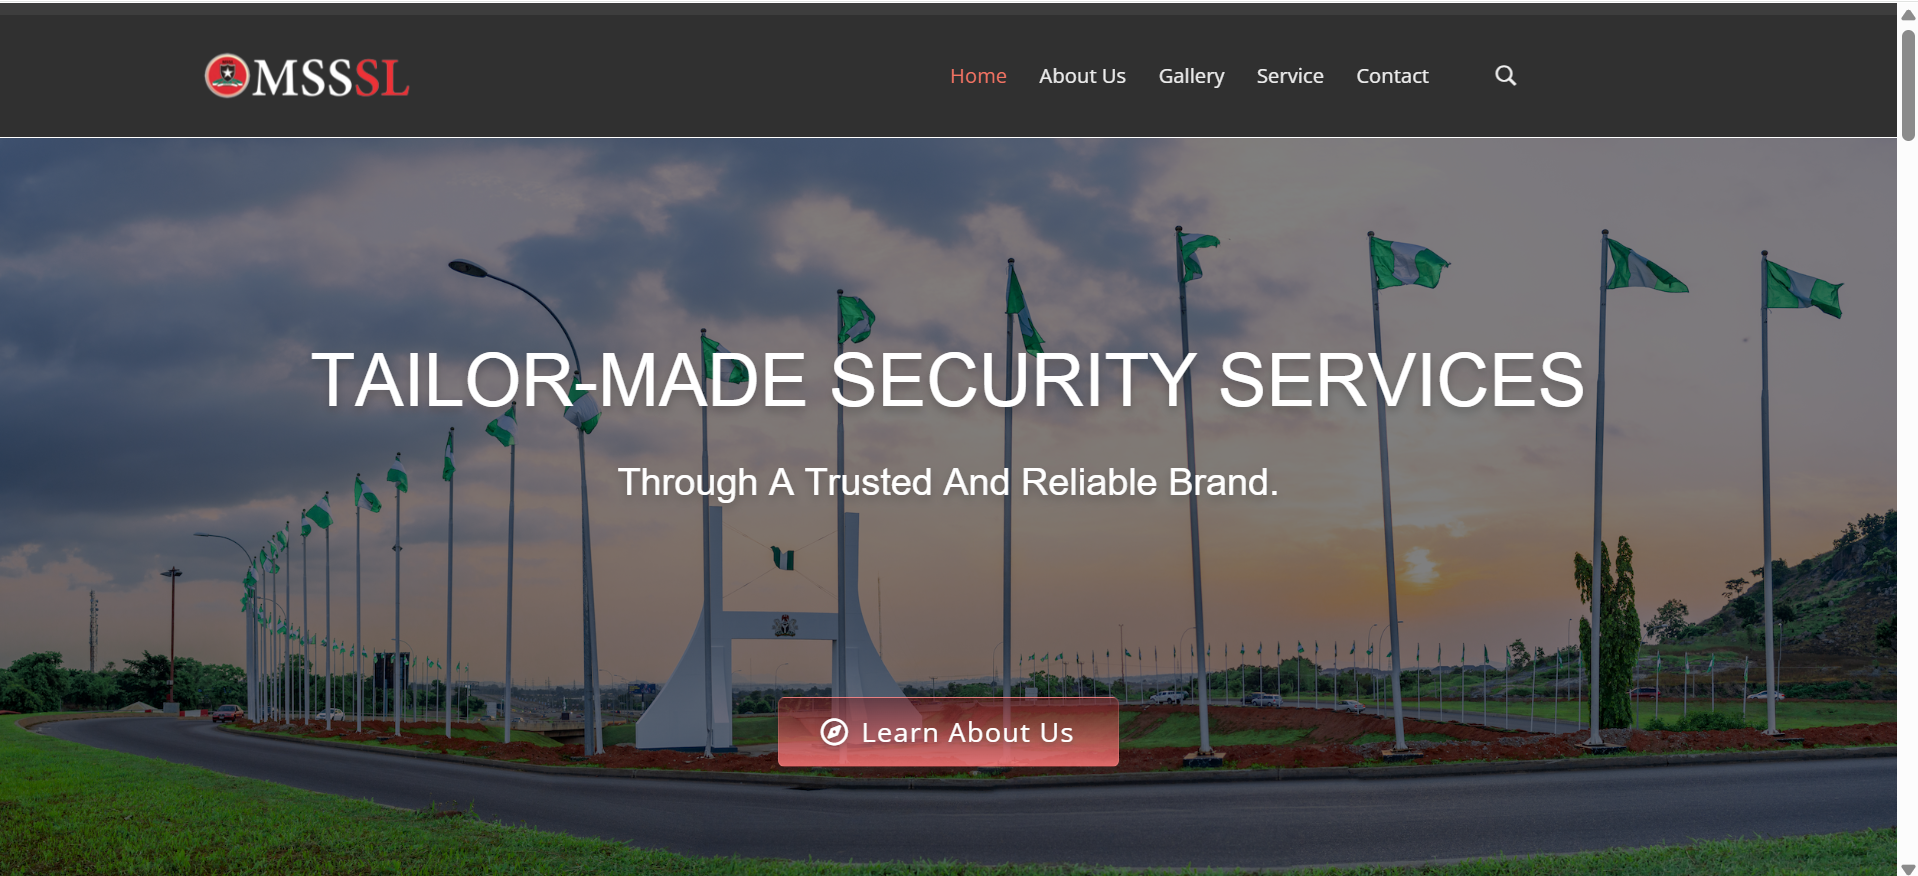 MSSSL
Home About Us Gallery Service Contact
TAILOR-MADE SECURITY SERVICES
Through A Trusted And Reliable Brand.
Learn About Us